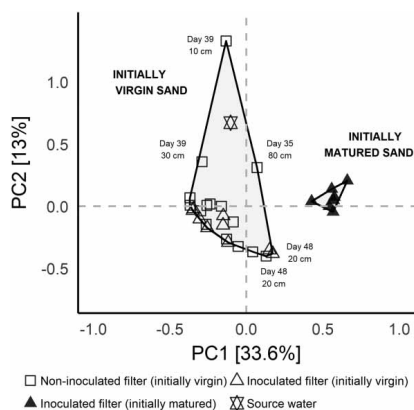 Day 39
10 cm
INITIALLY
VIRGIN SAND
INITIALLY
MATURED SAND
Day 39
30 cm
Day 35
80 cm
Day 48
20 cm
Day 48
20 cm
PC2 [13%]
1.0
0.5
0.0
-0.5
-1.0
-0.5
0.0
0.5
1.0
PC1 [33.6%]
Non-inoculated filter (initially virgin)
Inoculated filter (initially virgin)
Inoculated filter (initially matured)
Source water